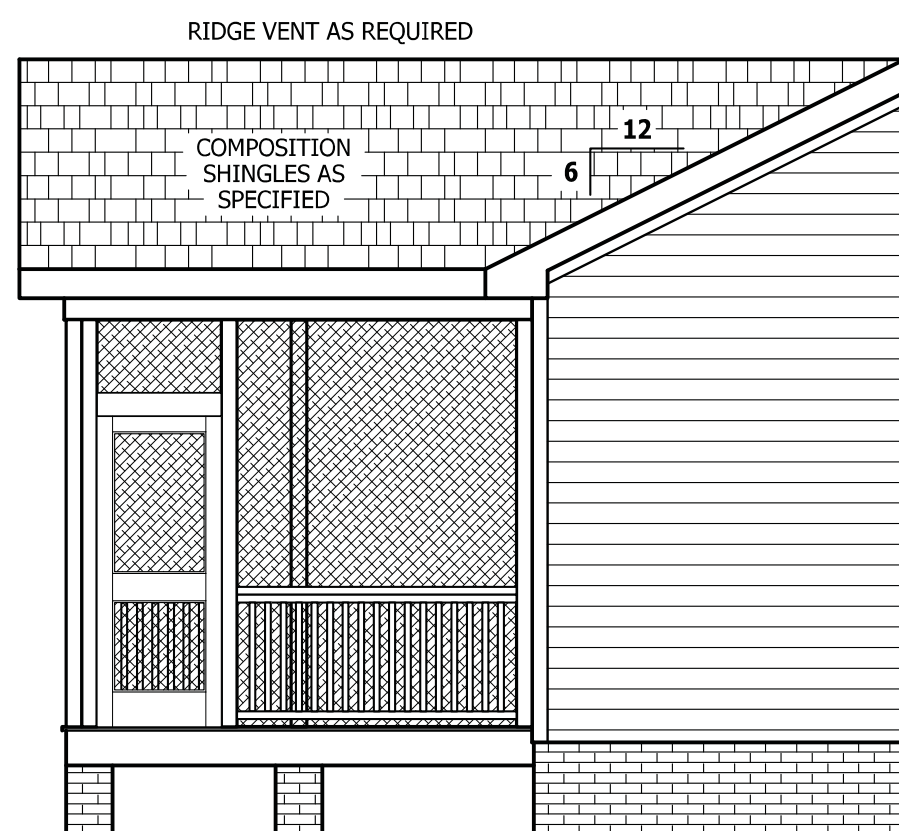 RIDGE VENT AS REQUIRED
COMPOSITION
SHINGLES AS
SPECIFIED
12
6